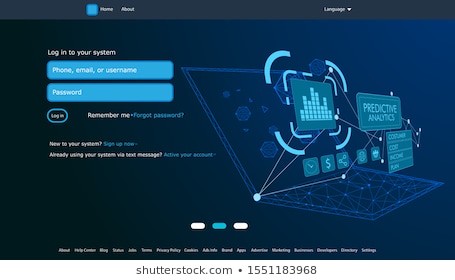 Home About Language
Log in to your system
Phone, email, or username
Password
Log in Remember me · Forgot password?
New to your system? Sign up now ·
Already using your system via text message? Active your account ·
PREDICTIVE
ANALYTICS
COSTUMER
COST
INCOME
PLAN
$
About Help Center Blog Status Jobs Terms Privacy Policy Cookies Ads Info Brand Apps Advertise Marketing Businesses Developers Directory Settings
shutterstock.com · 1551183968